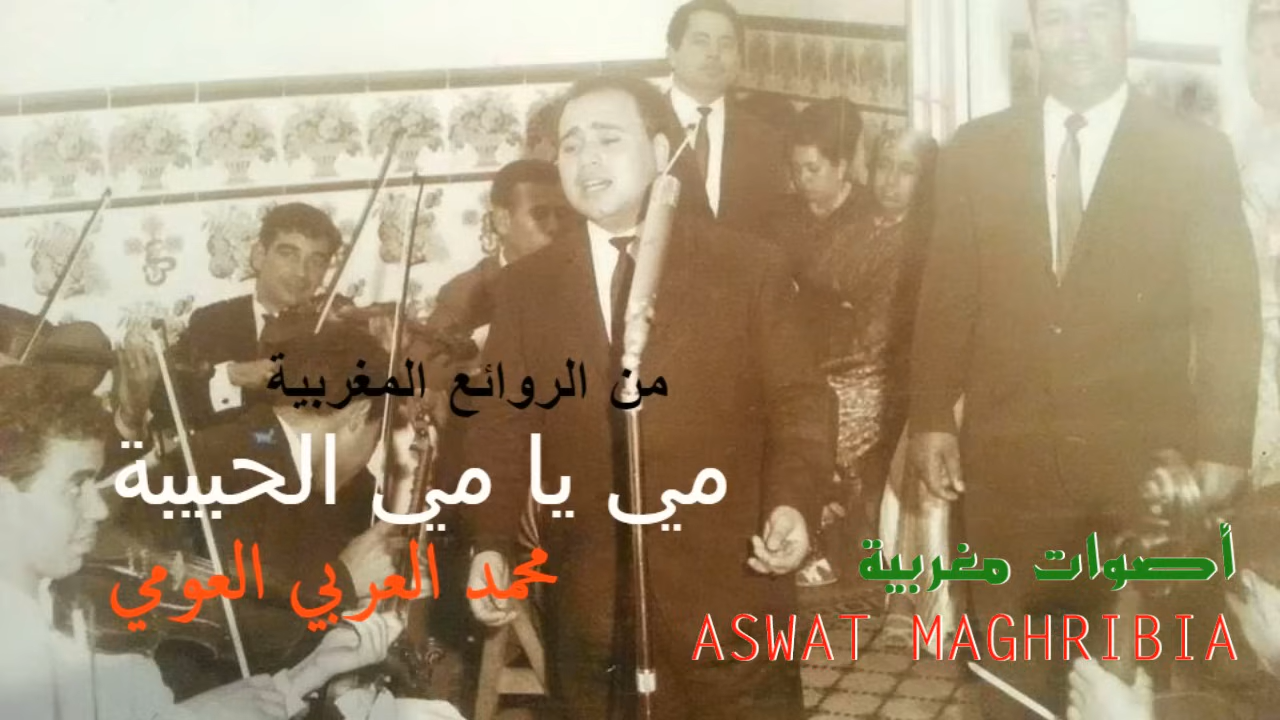 من الروائع المغربية
مي يا مي الحبيبة
محمد العربي العومي
أصوات مغربية
ASWAT MAGHRIBIA